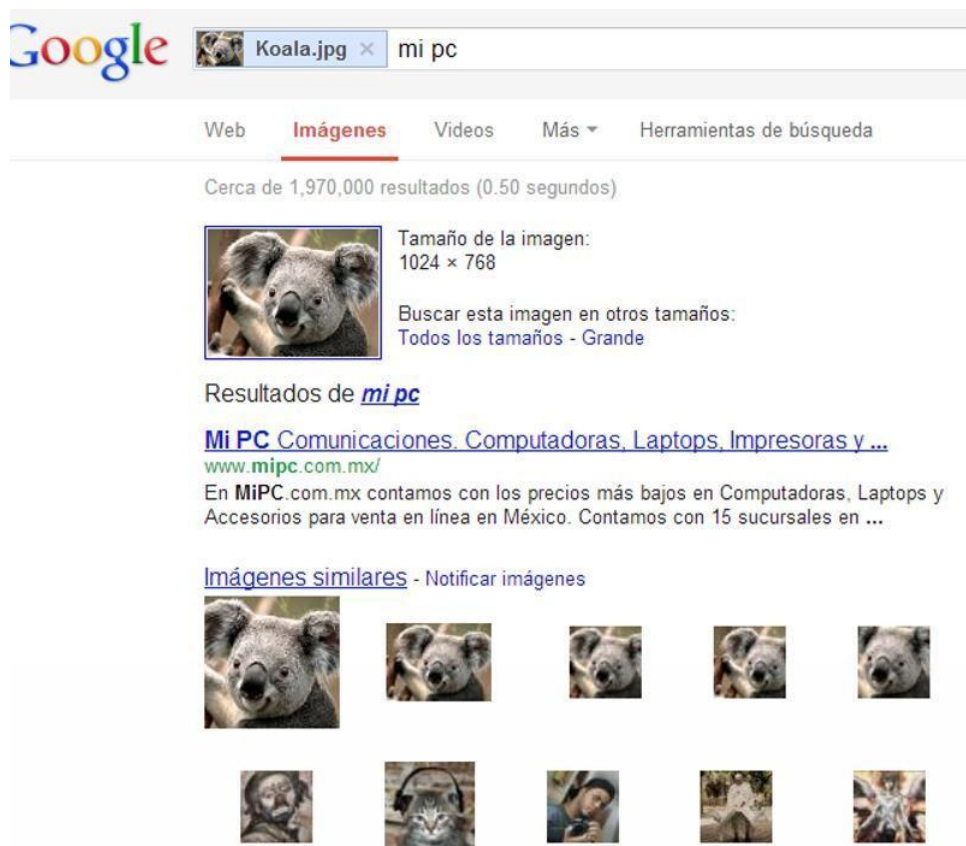 Google Koala.jpg × mi pc
Web Imágenes Videos Más Herramientas de búsqueda
Cerca de 1,970,000 resultados (0.50 segundos)
Tamaño de la imagen:
1024 × 768
Buscar esta imagen en otros tamaños:
Todos los tamaños - Grande
Resultados de mi pc
Mi PC Comunicaciones. Computadoras, Laptops, Impresoras y ...
www.mipc.com.mx/
En MiPC.com.mx contamos con los precios más bajos en Computadoras, Laptops y
Accesorios para venta en línea en México. Contamos con 15 sucursales en ...
Imágenes similares - Notificar imágenes